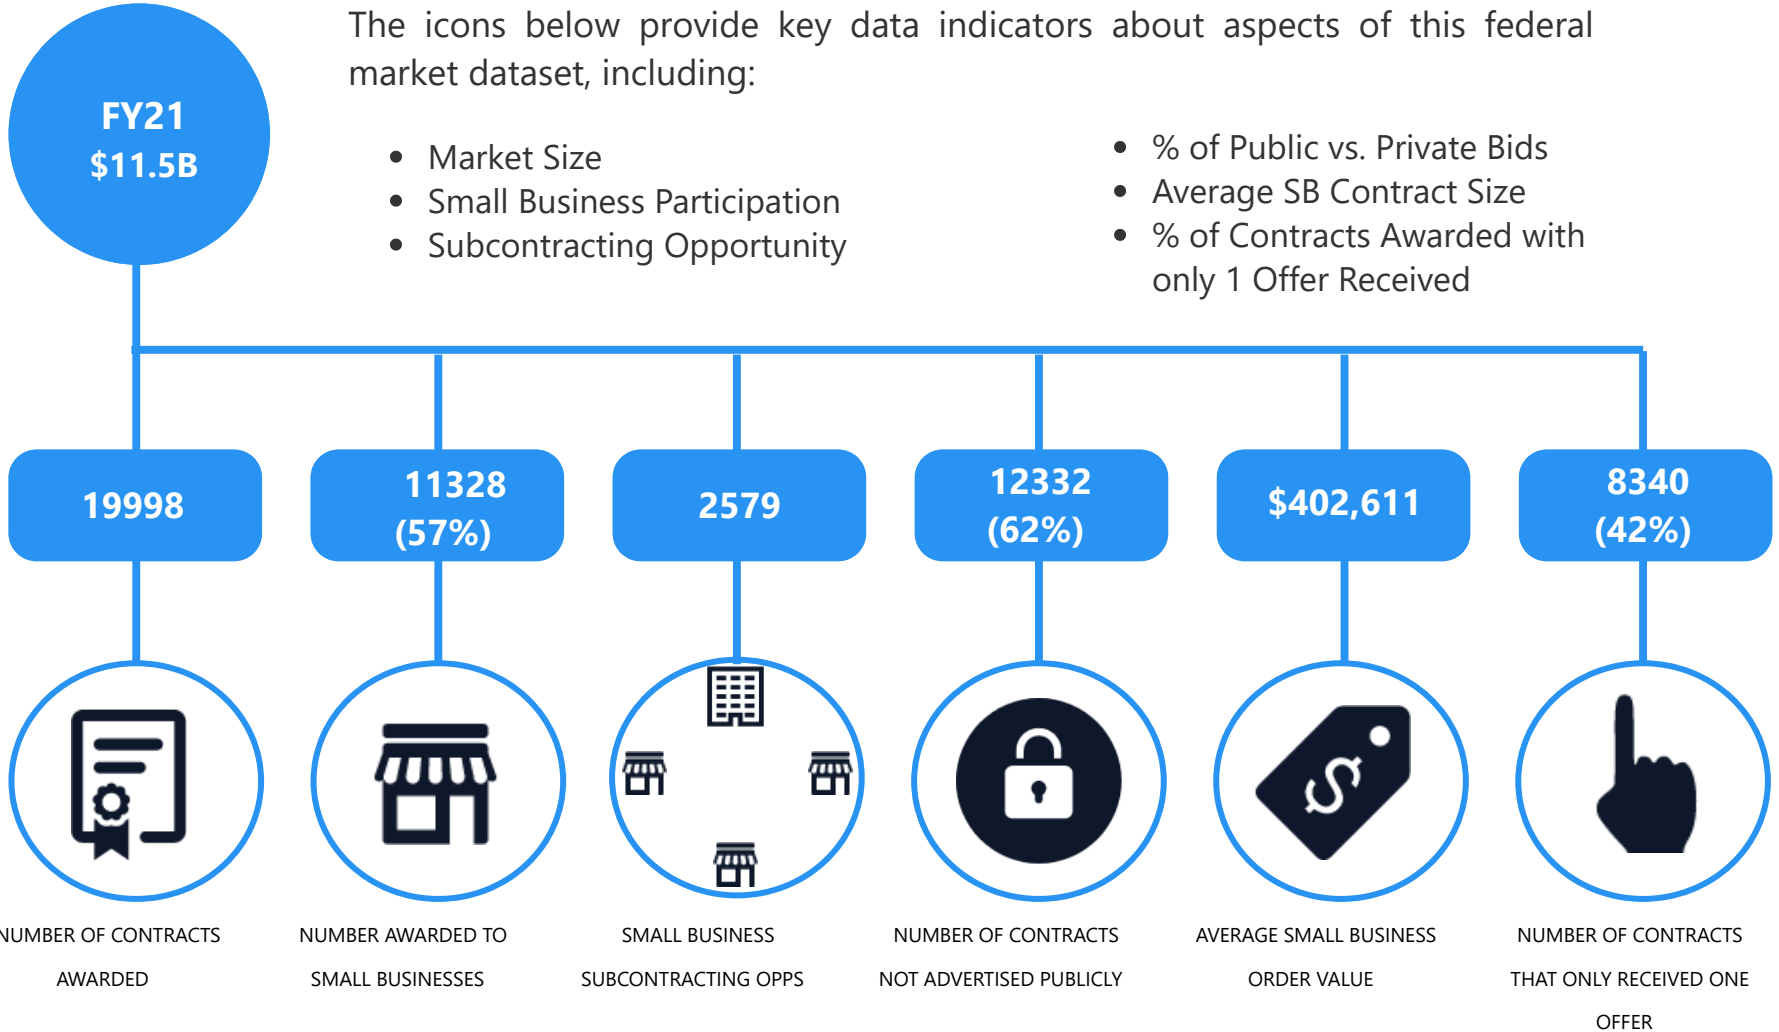 FY21
$11.5B
The icons below provide key data indicators about aspects of this federal
market dataset, including:
• Market Size
• Small Business Participation
• Subcontracting Opportunity
• % of Public vs. Private Bids
• Average SB Contract Size
• % of Contracts Awarded with
only 1 Offer Received
19998
11328
(57%)
2579
12332
(62%)
$402,611
8340
(42%)
$
NUMBER OF CONTRACTS
AWARDED
NUMBER AWARDED TO
SMALL BUSINESSES
SMALL BUSINESS
SUBCONTRACTING OPPS
NUMBER OF CONTRACTS
NOT ADVERTISED PUBLICLY
AVERAGE SMALL BUSINESS
ORDER VALUE
NUMBER OF CONTRACTS
THAT ONLY RECEIVED ONE
OFFER